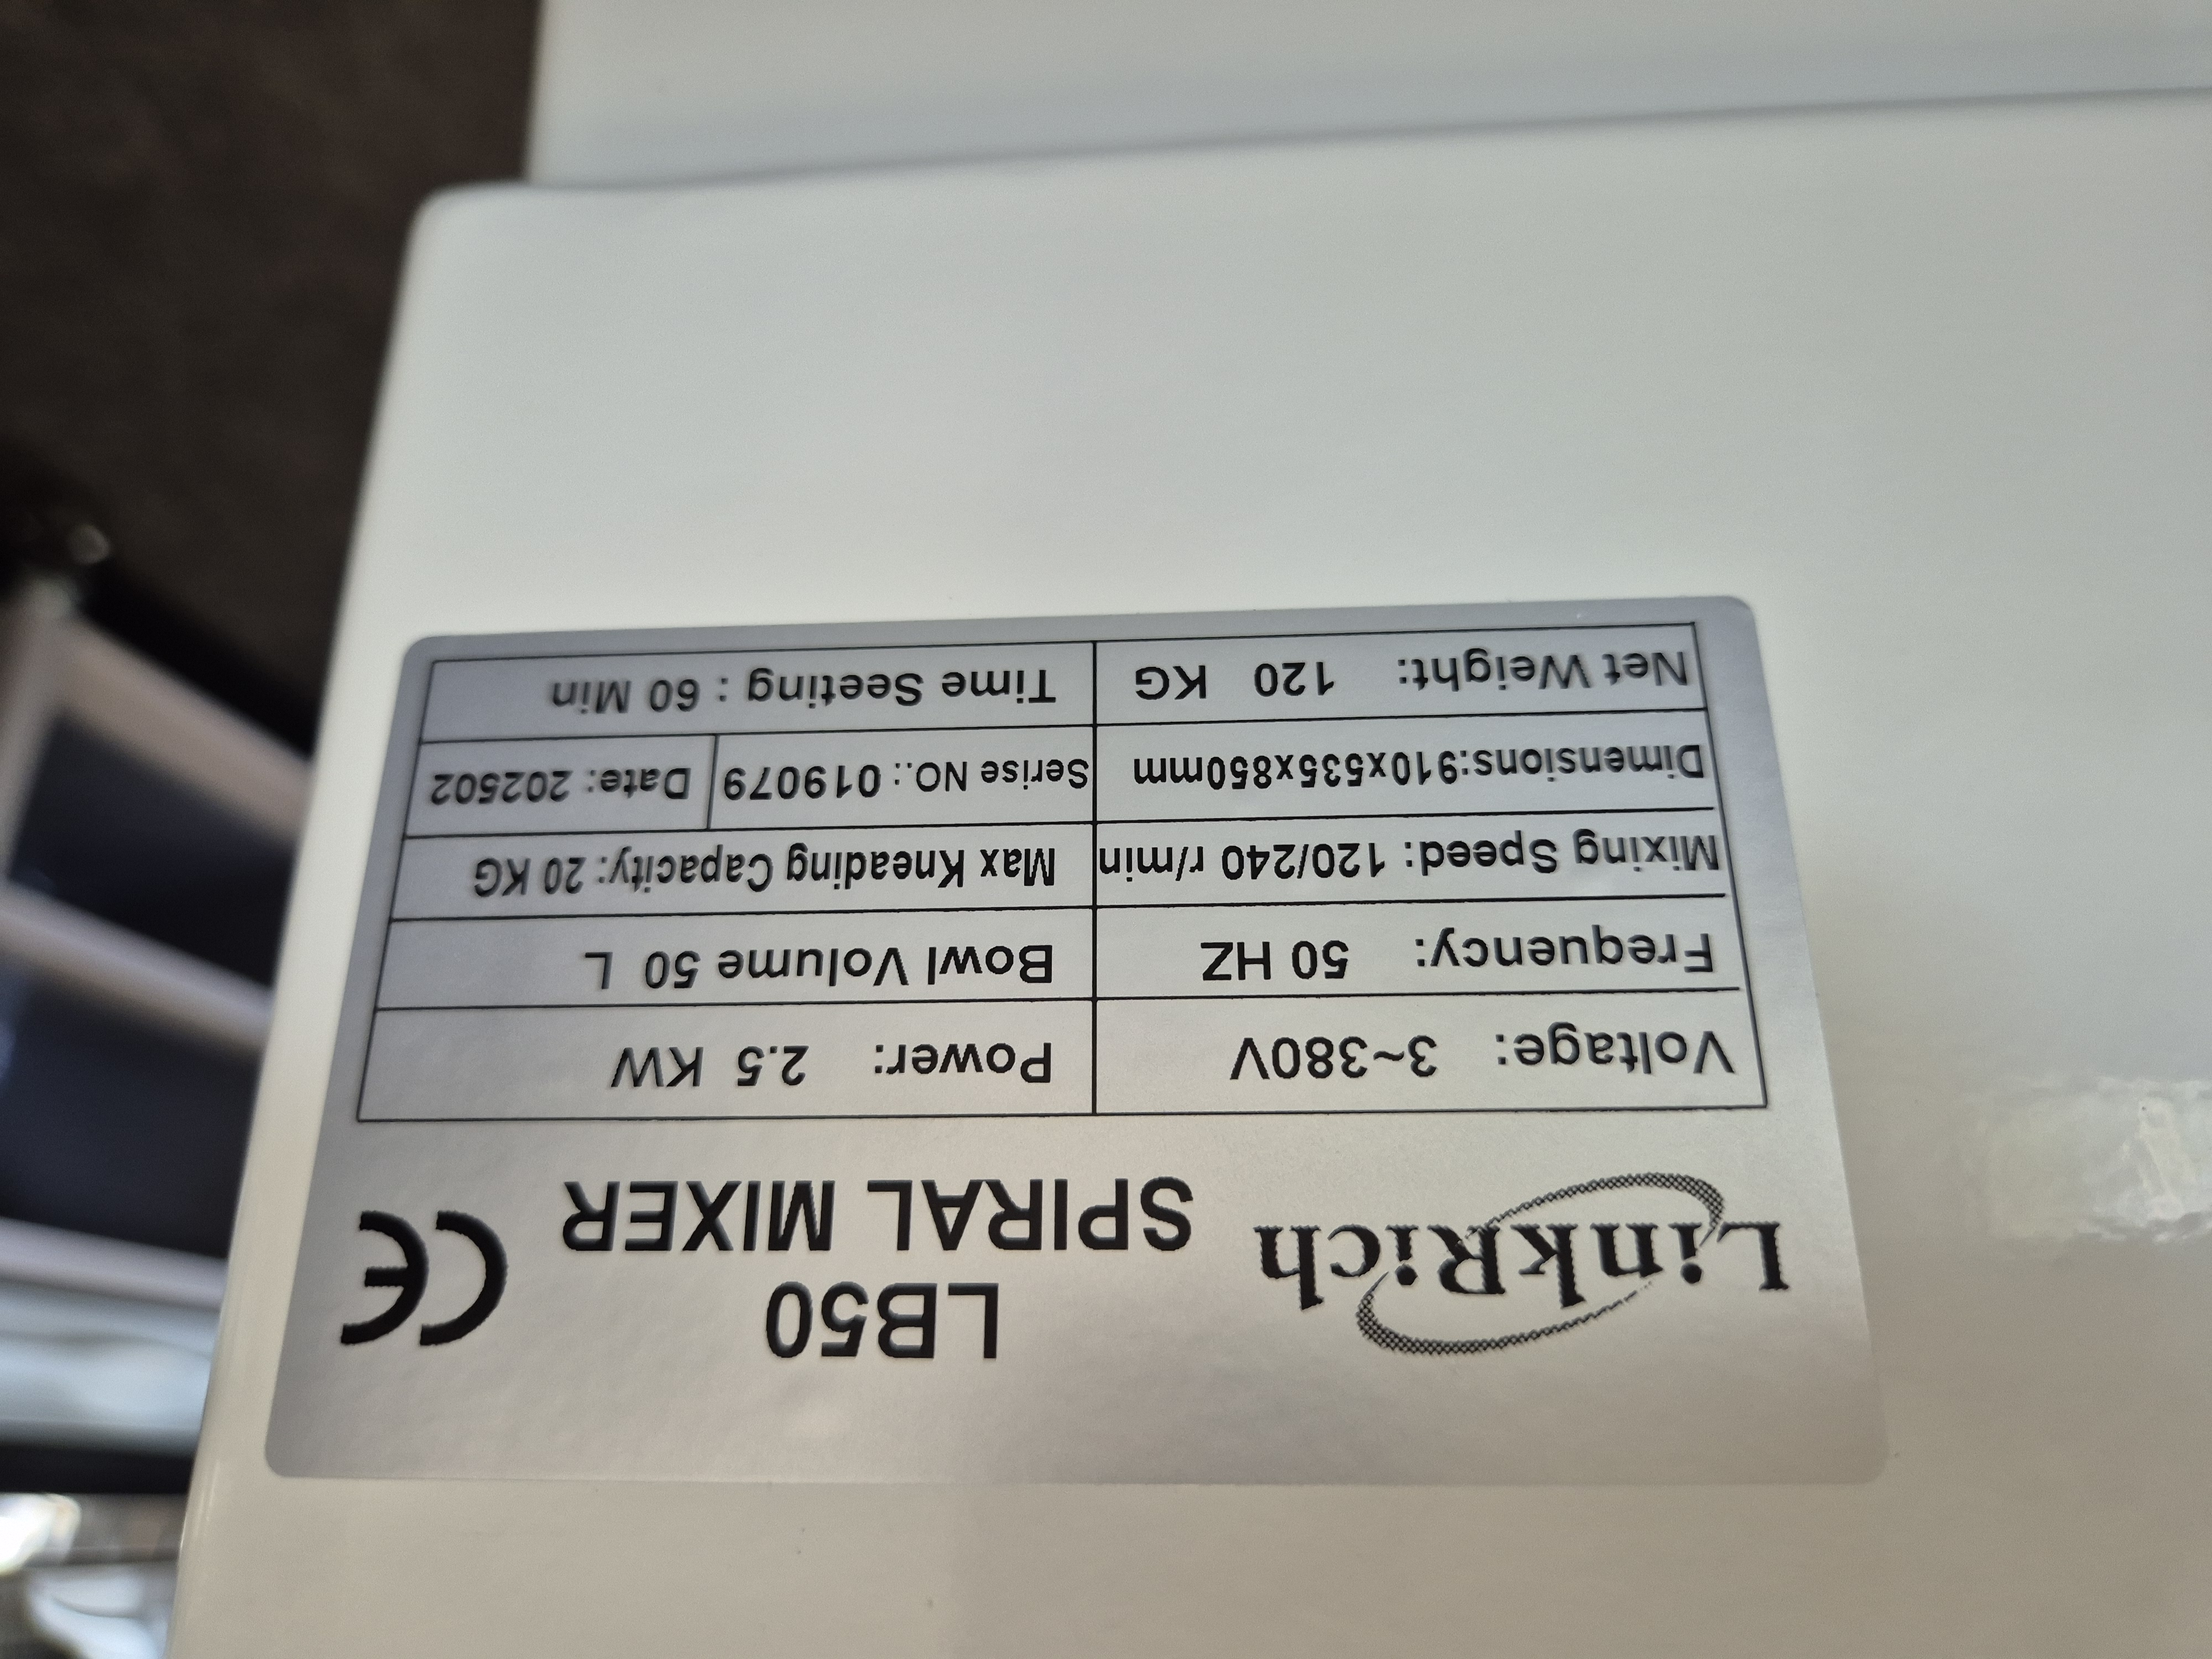 LinkRich
LB50
SPIRAL MIXER
CE
Voltage: 3~380V
Power: 2.5 KW
Frequency: 50 HZ
Bowl Volume 50 L
Mixing Speed: 120/240 r/min
Max Kneading Capacity: 20 KG
Dimensions:910x535x850mm
Serise NO.: 019079
Date: 202502
Net Weight: 120 KG
Time Seeting : 60 Min